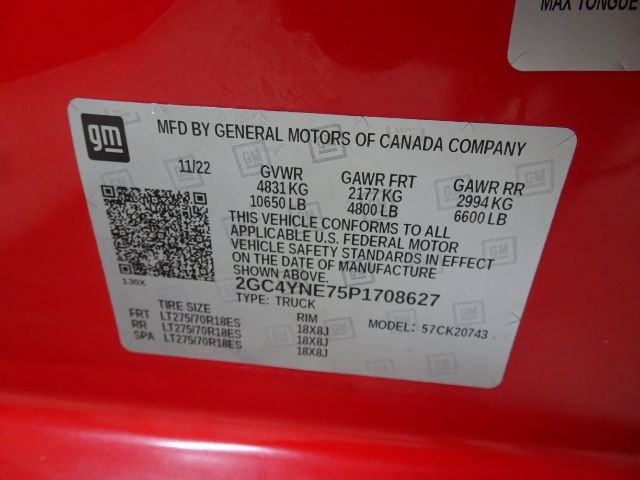 MAX TONGUE
gm
MFD BY GENERAL MOTORS OF CANADA COMPANY
11/22 GVWR GAWR FRT GAWR RR
4831 KG 2177 KG 2994 KG
10650 LB 4800 LB 6600 LB
THIS VEHICLE CONFORMS TO ALL
APPLICABLE U.S. FEDERAL MOTOR
VEHICLE SAFETY STANDARDS IN EFFECT
ON THE DATE OF MANUFACTURE
SHOWN ABOVE.
130X
2GC4YNE75P1708627
TYPE: TRUCK
TIRE SIZE RIM MODEL: 57CK20743
FRT LT275/70R18ES 18X8J
RR LT275/70R18ES 18X8J
SPA LT275/70R18ES 18X8J